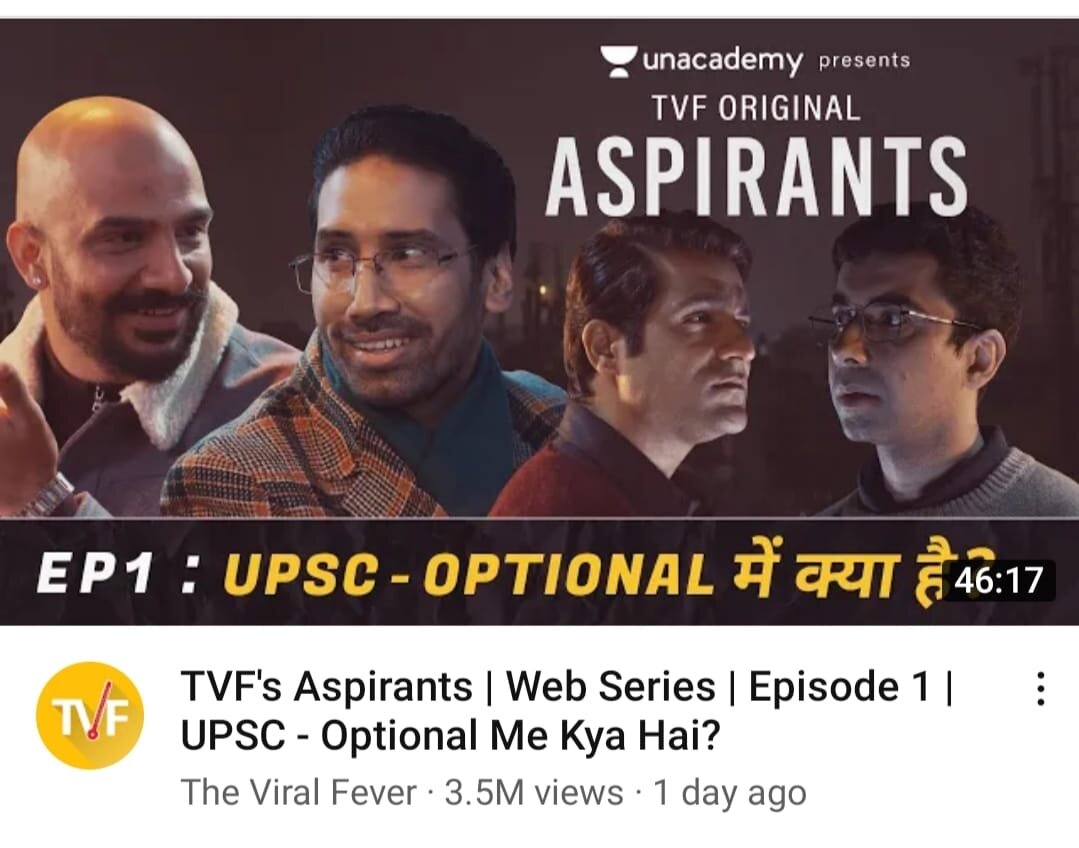 unacademy presents
TVF ORIGINAL
ASPIRANTS
EP1 : UPSC - OPTIONAL में क्या है?
46:17
TVF
TVF's Aspirants | Web Series | Episode 1 |
UPSC - Optional Me Kya Hai?
The Viral Fever · 3.5M views · 1 day ago